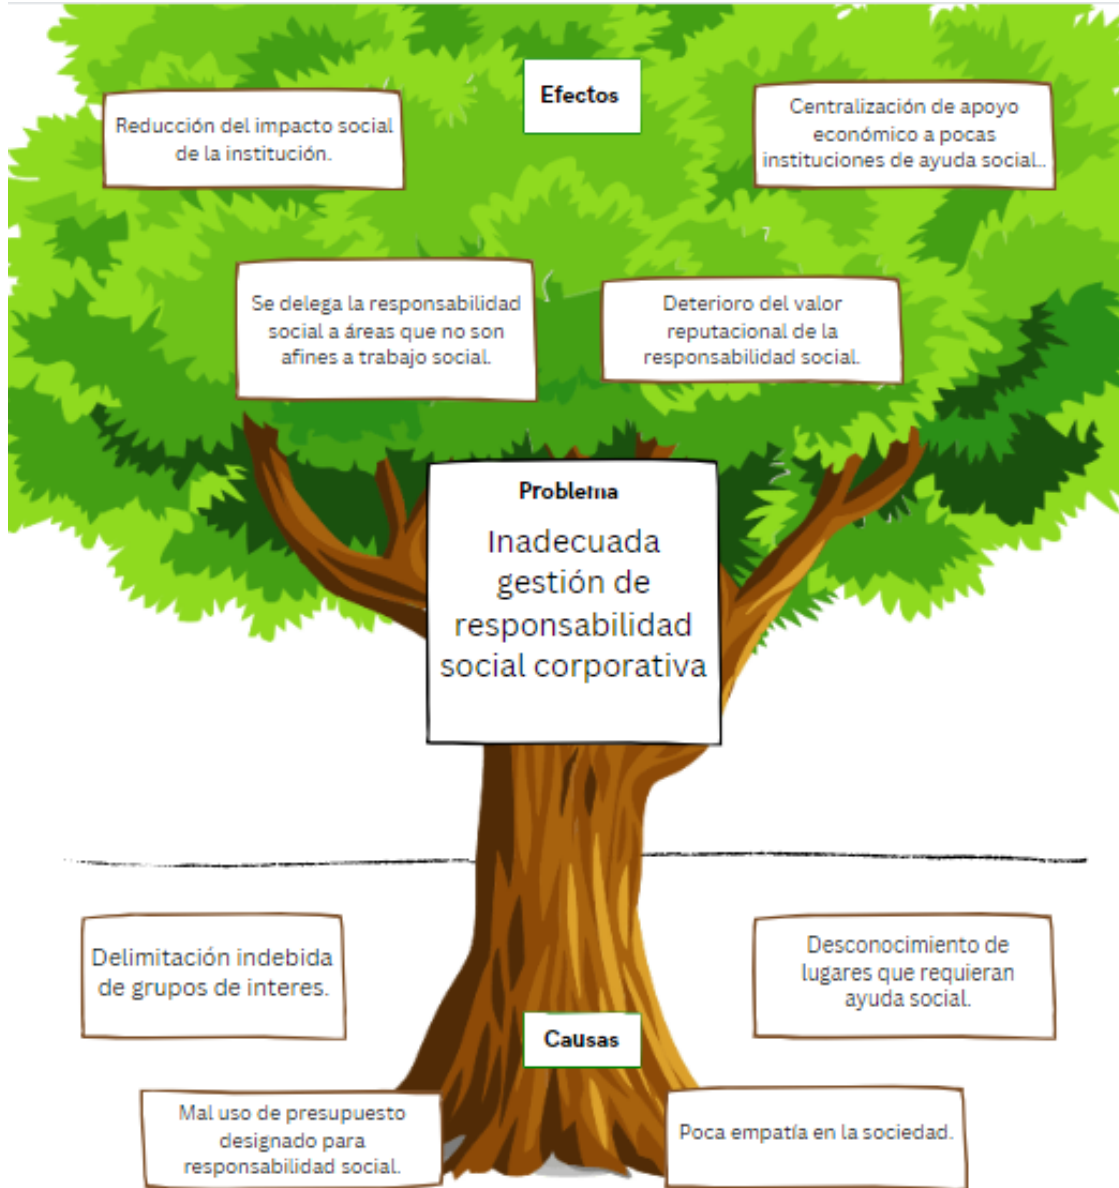 Efectos
Reducción del impacto social
de la institución.
Centralización de apoyo
económico a pocas
instituciones de ayuda social..
Se delega la responsabilidad
social a áreas que no son
afines a trabajo social.
Deterioro del valor
reputacional de la
responsabilidad social.
Problema
Inadecuada
gestión de
responsabilidad
social corporativa
Delimitación indebida
de grupos de interes.
Desconocimiento de
lugares que requieran
ayuda social.
Causas
Mal uso de presupuesto
designado para
responsabilidad social.
Poca empatía en la sociedad.